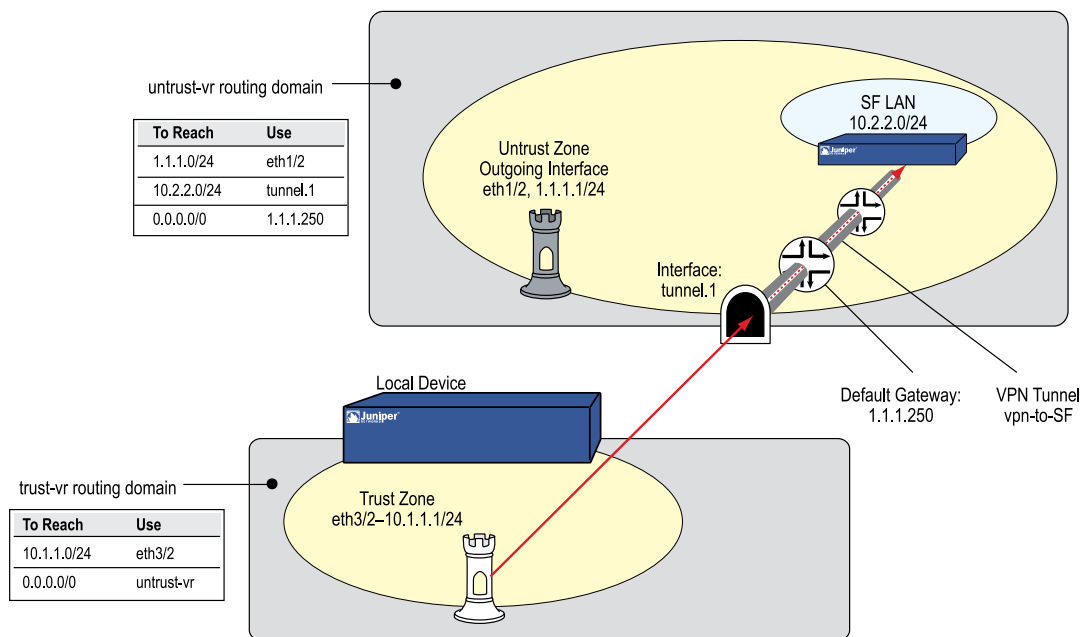 untrust-vr routing domain
To Reach Use
1.1.1.0/24 eth1/2
10.2.2.0/24 tunnel.1
0.0.0.0/0 1.1.1.250
SF LAN
10.2.2.0/24
Juniper
NETWORKS
Untrust Zone
Outgoing Interface
eth1/2, 1.1.1.1/24
Interface:
tunnel.1
Default Gateway:
1.1.1.250
VPN Tunnel
vpn-to-SF
Local Device
Juniper
NETWORKS
trust-vr routing domain
To Reach Use
10.1.1.0/24 eth3/2
0.0.0.0/0 untrust-vr
Trust Zone
eth3/2–10.1.1.1/24